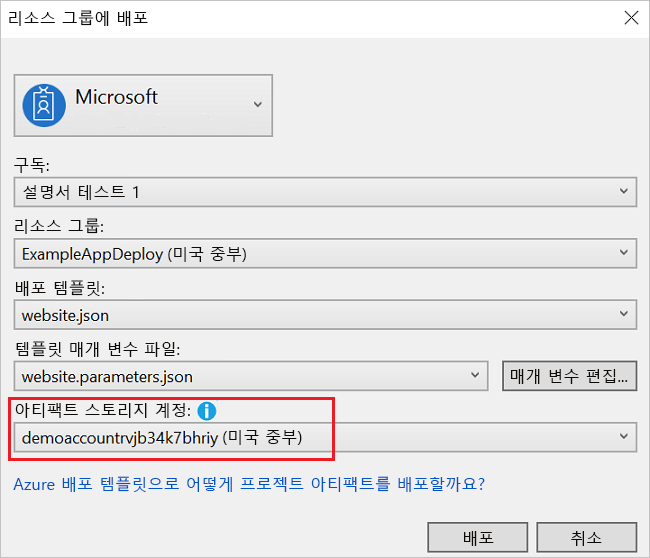 리소스 그룹에 배포
Microsoft
구독:
설명서 테스트 1
리소스 그룹:
ExampleAppDeploy (미국 중부)
배포 템플릿:
website.json
템플릿 매개 변수 파일:
website.parameters.json
매개 변수 편집...
아티팩트 스토리지 계정:
demoaccountrvjb34k7bhriy (미국 중부)
Azure 배포 템플릿으로 어떻게 프로젝트 아티팩트를 배포할까요?
배포
취소